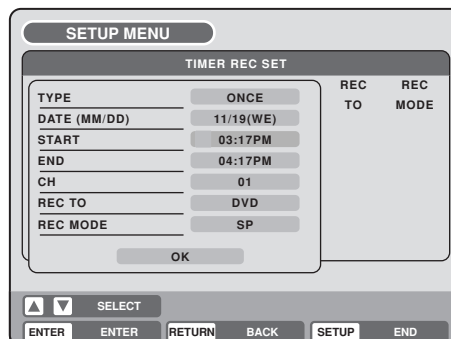 SETUP MENU
TIMER REC SET
REC REC
TO MODE
TYPE ONCE
DATE (MM/DD) 11/19(WE)
START 03:17PM
END 04:17PM
CH 01
REC TO DVD
REC MODE SP
OK
▲ ▼ SELECT
ENTER ENTER RETURN BACK SETUP END